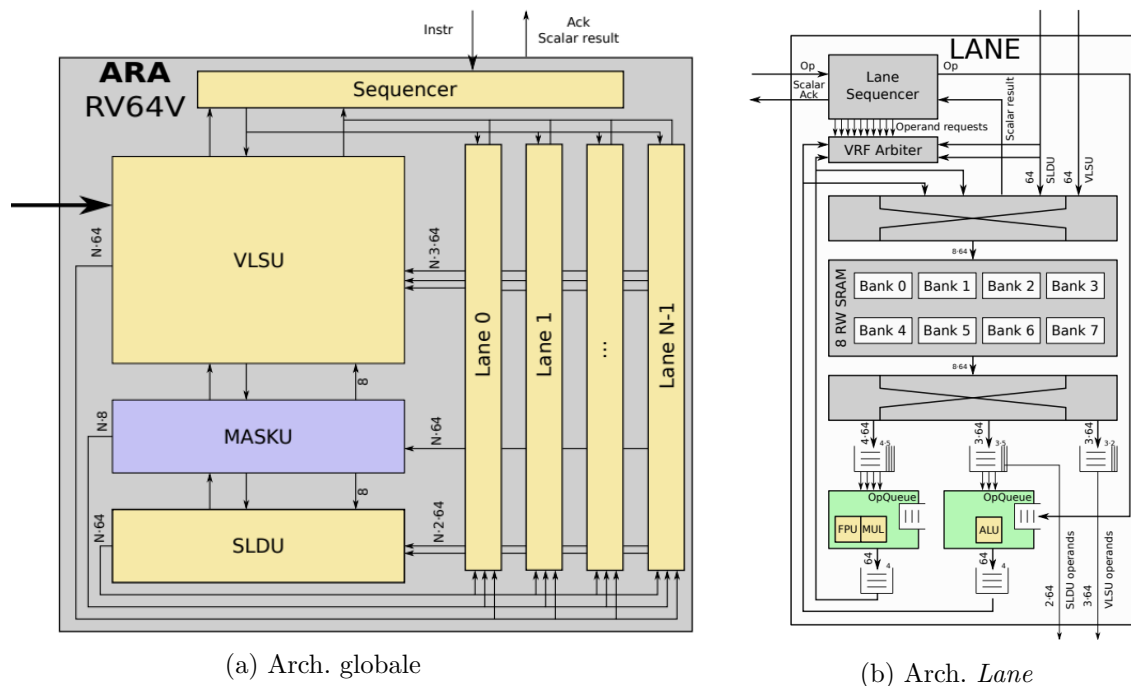 Instr
Ack
Scalar result
ARA
RV64V
Sequencer
VLSU
N·64
N·3·64
8
MASKU
N·8
N·64
8
SLDU
N·64
N·2·64
Lane 0
Lane 1
...
Lane N-1
(a) Arch. globale
LANE
Op
Scalar
Ack
Lane
Sequencer
Op
Operand requests
Scalar result
VRF Arbiter
64
SLDU
64
VLSU
8·64
8 RW SRAM
Bank 0
Bank 1
Bank 2
Bank 3
Bank 4
Bank 5
Bank 6
Bank 7
8·64
4·64
3·64
3·64
4·5
3·5
3·2
OpQueue
FPU
MUL
OpQueue
ALU
64
4
64
4
2·64
SLDU operands
3·64
VLSU operands
(b) Arch. Lane